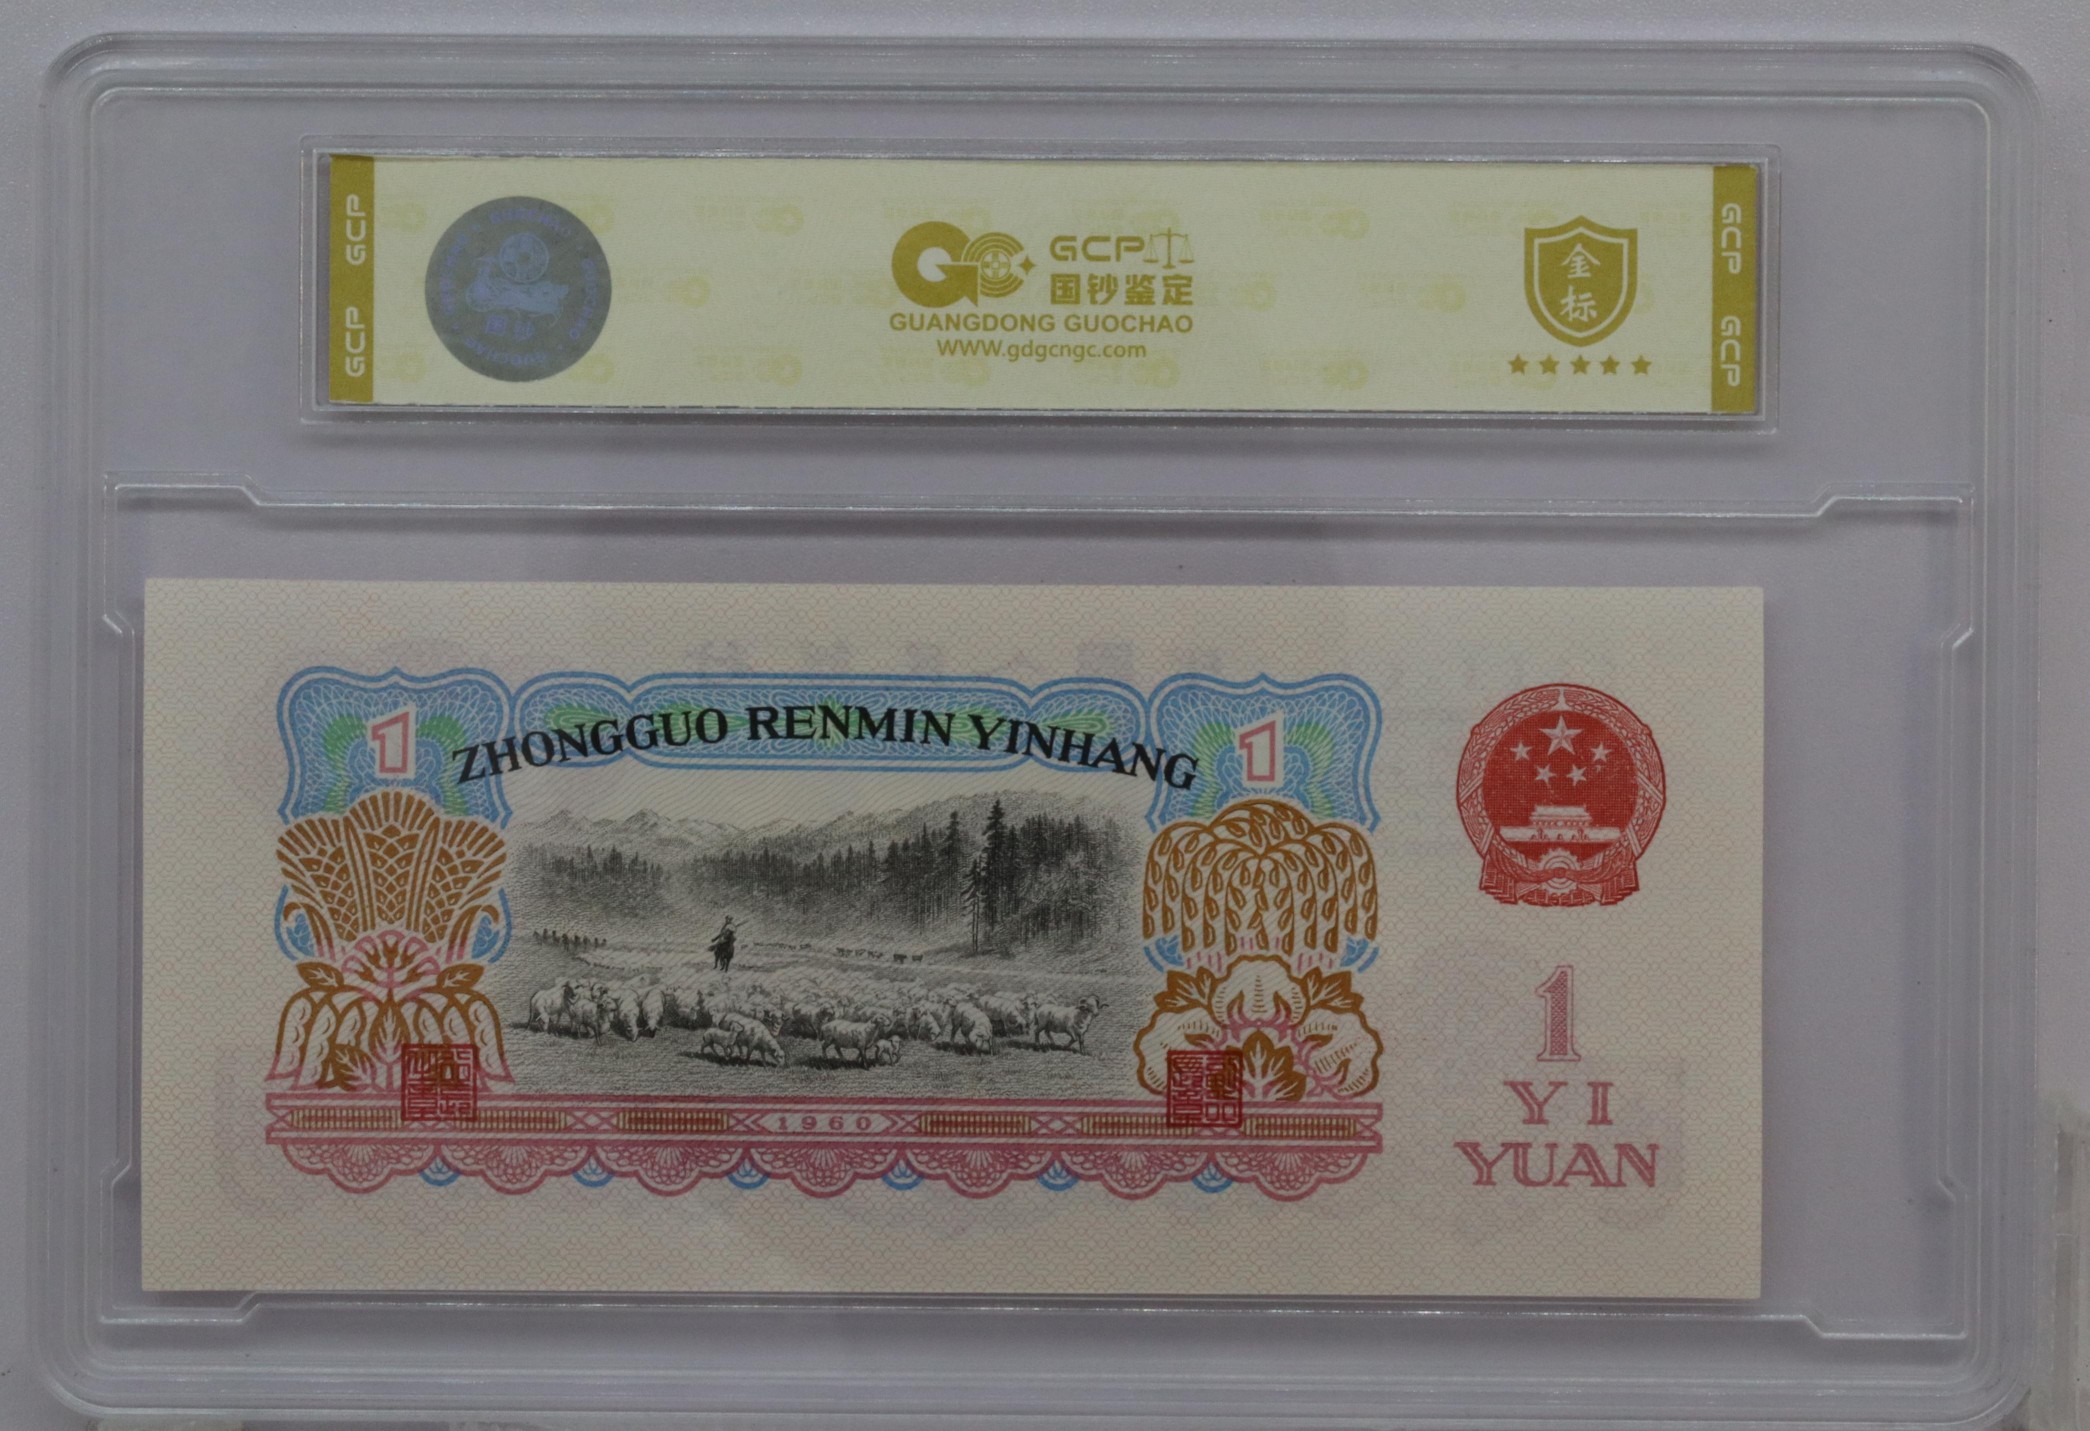 GCP GCP
GCP
国钞鉴定
GUANGDONG GUOCHAO
WWW.gdgcngc.com
金
标
GCP GCP
1 ZHONGGUO RENMIN YINHANG 1
1960
1
YI
YUAN